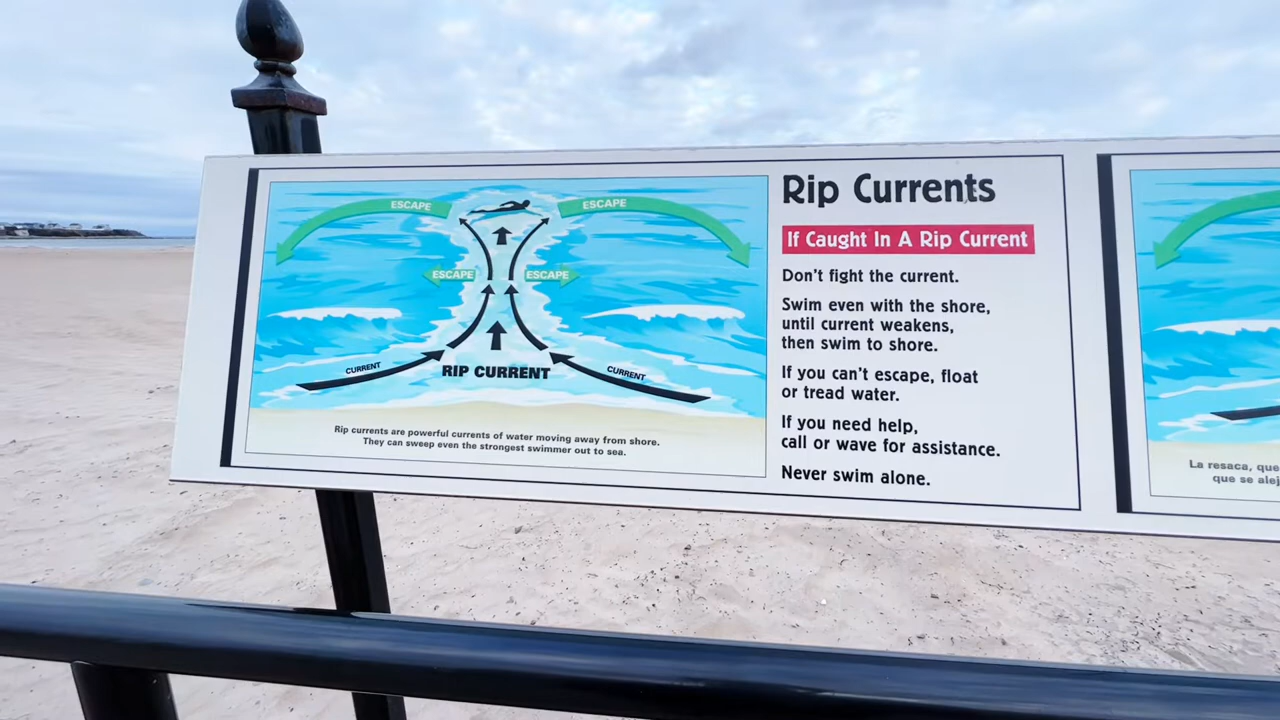 ESCAPE
ESCAPE
ESCAPE
ESCAPE
CURRENT
RIP CURRENT
CURRENT
Rip currents are powerful currents of water moving away from shore.
They can sweep even the strongest swimmer out to sea.
Rip Currents
If Caught In A Rip Current
Don't fight the current.
Swim even with the shore,
until current weakens,
then swim to shore.
If you can't escape, float
or tread water.
If you need help,
call or wave for assistance.
Never swim alone.
La resaca, que
que se alej